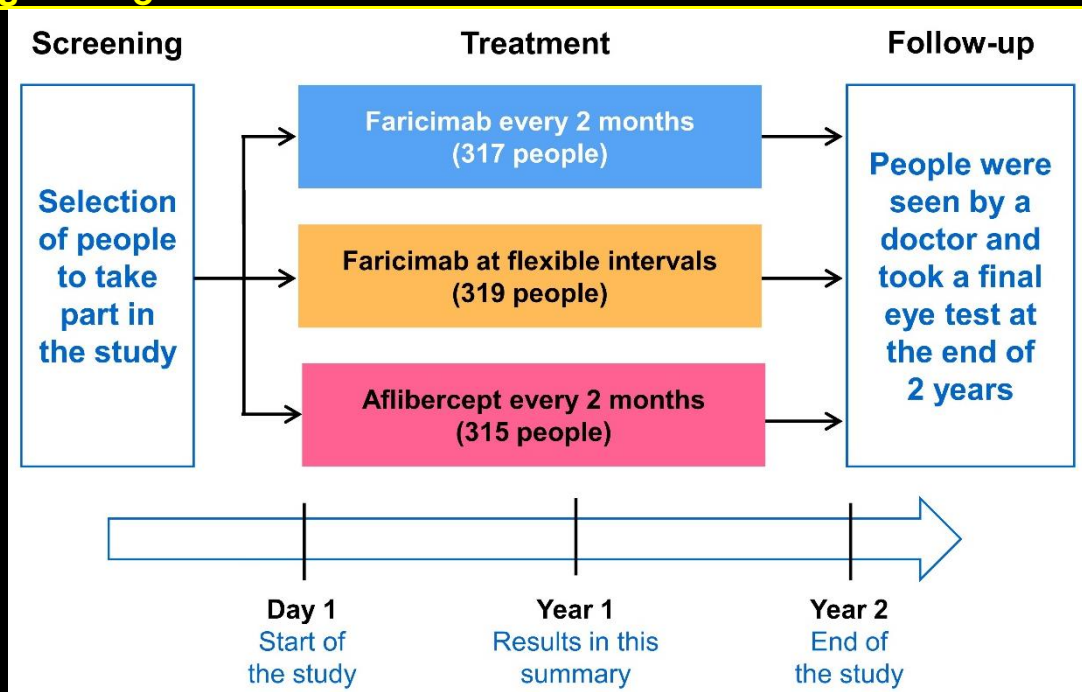 Screening
Treatment
Follow-up
Selection
of people
to take
part in
the study
Faricimab every 2 months
(317 people)
Faricimab at flexible intervals
(319 people)
Aflibercept every 2 months
(315 people)
People were
seen by a
doctor and
took a final
eye test at
the end of
2 years
Day 1
Start of
the study
Year 1
Results in this
summary
Year 2
End of
the study